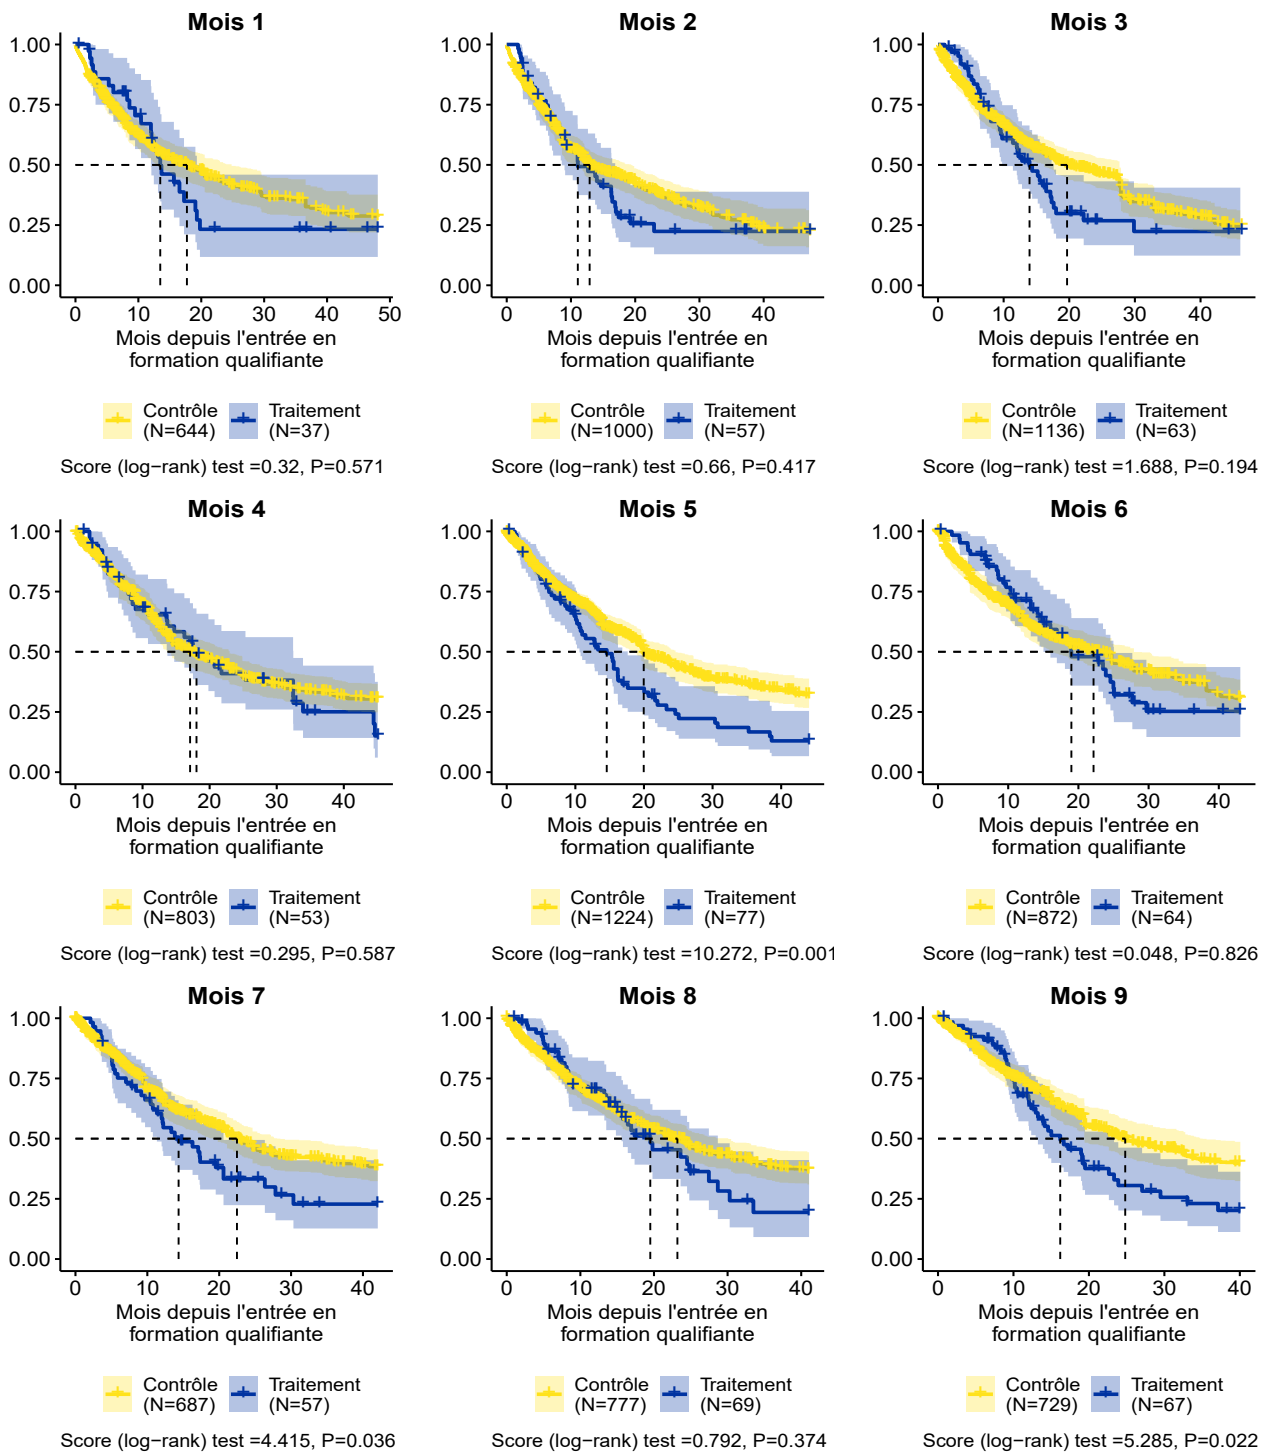 Mois 1
1.00
0.75
0.50
0.25
0.00
0 10 20 30 40 50
Mois depuis l'entrée en
formation qualifiante
Contrôle (N=644) Traitement (N=37)
Score (log−rank) test =0.32, P=0.571
Mois 2
1.00
0.75
0.50
0.25
0.00
0 10 20 30 40
Mois depuis l'entrée en
formation qualifiante
Contrôle (N=1000) Traitement (N=57)
Score (log−rank) test =0.66, P=0.417
Mois 3
1.00
0.75
0.50
0.25
0.00
0 10 20 30 40
Mois depuis l'entrée en
formation qualifiante
Contrôle (N=1136) Traitement (N=63)
Score (log−rank) test =1.688, P=0.194
Mois 4
1.00
0.75
0.50
0.25
0.00
0 10 20 30 40
Mois depuis l'entrée en
formation qualifiante
Contrôle (N=803) Traitement (N=53)
Score (log−rank) test =0.295, P=0.587
Mois 5
1.00
0.75
0.50
0.25
0.00
0 10 20 30 40
Mois depuis l'entrée en
formation qualifiante
Contrôle (N=1224) Traitement (N=77)
Score (log−rank) test =10.272, P=0.001
Mois 6
1.00
0.75
0.50
0.25
0.00
0 10 20 30 40
Mois depuis l'entrée en
formation qualifiante
Contrôle (N=872) Traitement (N=64)
Score (log−rank) test =0.048, P=0.826
Mois 7
1.00
0.75
0.50
0.25
0.00
0 10 20 30 40
Mois depuis l'entrée en
formation qualifiante
Contrôle (N=687) Traitement (N=57)
Score (log−rank) test =4.415, P=0.036
Mois 8
1.00
0.75
0.50
0.25
0.00
0 10 20 30 40
Mois depuis l'entrée en
formation qualifiante
Contrôle (N=777) Traitement (N=69)
Score (log−rank) test =0.792, P=0.374
Mois 9
1.00
0.75
0.50
0.25
0.00
0 10 20 30 40
Mois depuis l'entrée en
formation qualifiante
Contrôle (N=729) Traitement (N=67)
Score (log−rank) test =5.285, P=0.022